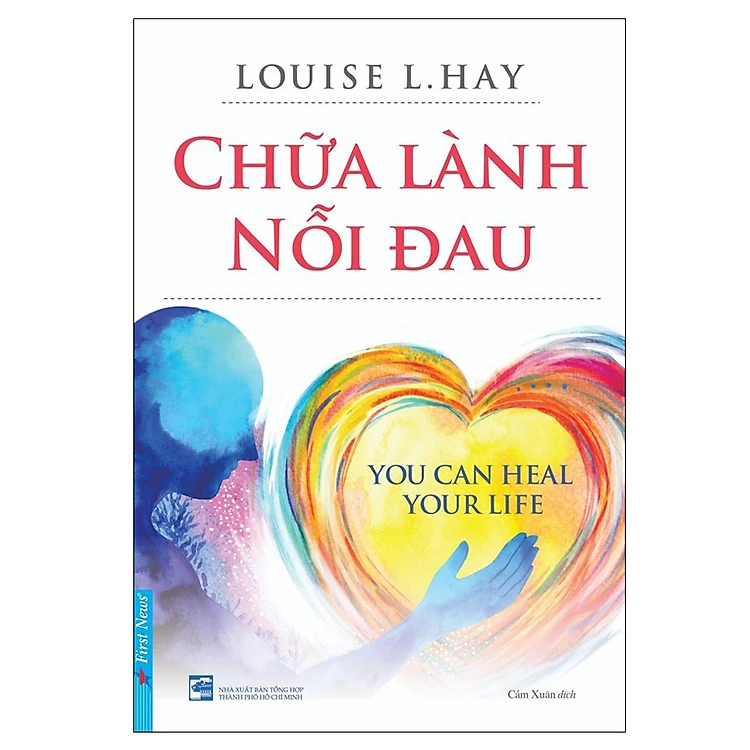 LOUISE L. HAY
CHỮA LÀNH
NỖI ĐAU
YOU CAN HEAL
YOUR LIFE
First News
NHÀ XUẤT BẢN TỔNG HỢP
THÀNH PHỐ HỒ CHÍ MINH
Cẩm Xuân dịch